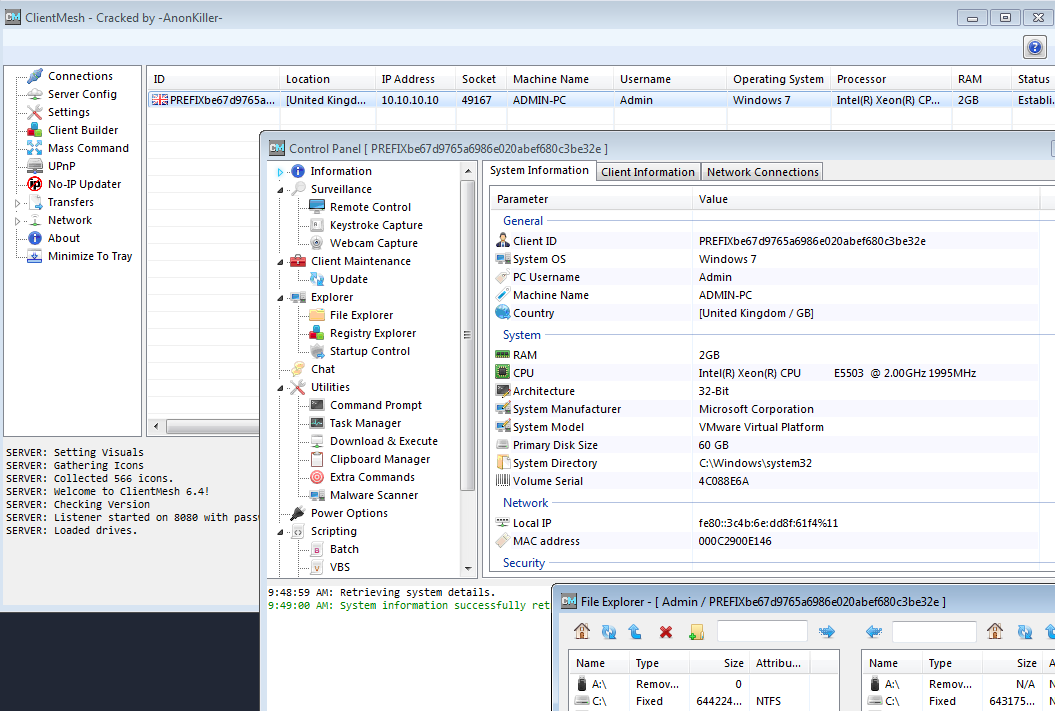 ClientMesh - Cracked by -AnonKiller-
Connections
Server Config
Settings
Client Builder
Mass Command
UPnP
No-IP Updater
Transfers
Network
About
Minimize To Tray
ID Location IP Address Socket Machine Name Username Operating System Processor RAM Status
PREFIXbe67d9765a... [United Kingd... 10.10.10.10 49167 ADMIN-PC Admin Windows 7 Intel(R) Xeon(R) CP... 2GB Establi...
SERVER: Setting Visuals
SERVER: Gathering Icons
SERVER: Collected 566 icons.
SERVER: Welcome to ClientMesh 6.4!
SERVER: Checking Version
SERVER: Listener started on 8080 with pass
SERVER: Loaded drives.
Control Panel [ PREFIXbe67d9765a6986e020abef680c3be32e ]
Information
Surveillance
Remote Control
Keystroke Capture
Webcam Capture
Client Maintenance
Update
Explorer
File Explorer
Registry Explorer
Startup Control
Chat
Utilities
Command Prompt
Task Manager
Download & Execute
Clipboard Manager
Extra Commands
Malware Scanner
Power Options
Scripting
Batch
VBS
System Information Client Information Network Connections
Parameter Value
General
Client ID PREFIXbe67d9765a6986e020abef680c3be32e
System OS Windows 7
PC Username Admin
Machine Name ADMIN-PC
Country [United Kingdom / GB]
System
RAM 2GB
CPU Intel(R) Xeon(R) CPU E5503 @ 2.00GHz 1995MHz
Architecture 32-Bit
System Manufacturer Microsoft Corporation
System Model VMware Virtual Platform
Primary Disk Size 60 GB
System Directory C:\Windows\system32
Volume Serial 4C088E6A
Network
Local IP fe80::3c4b:6e:dd8f:61f4%11
MAC address 000C2900E146
Security
9:48:59 AM: Retrieving system details.
9:49:00 AM: System information successfully ret
File Explorer - [ Admin / PREFIXbe67d9765a6986e020abef680c3be32e ]
Name Type Size Attribu...
A:\ Remov... 0
C:\ Fixed 644224... NTFS
Name Type Size A
A:\ Remov... N/A N
C:\ Fixed 643175... N